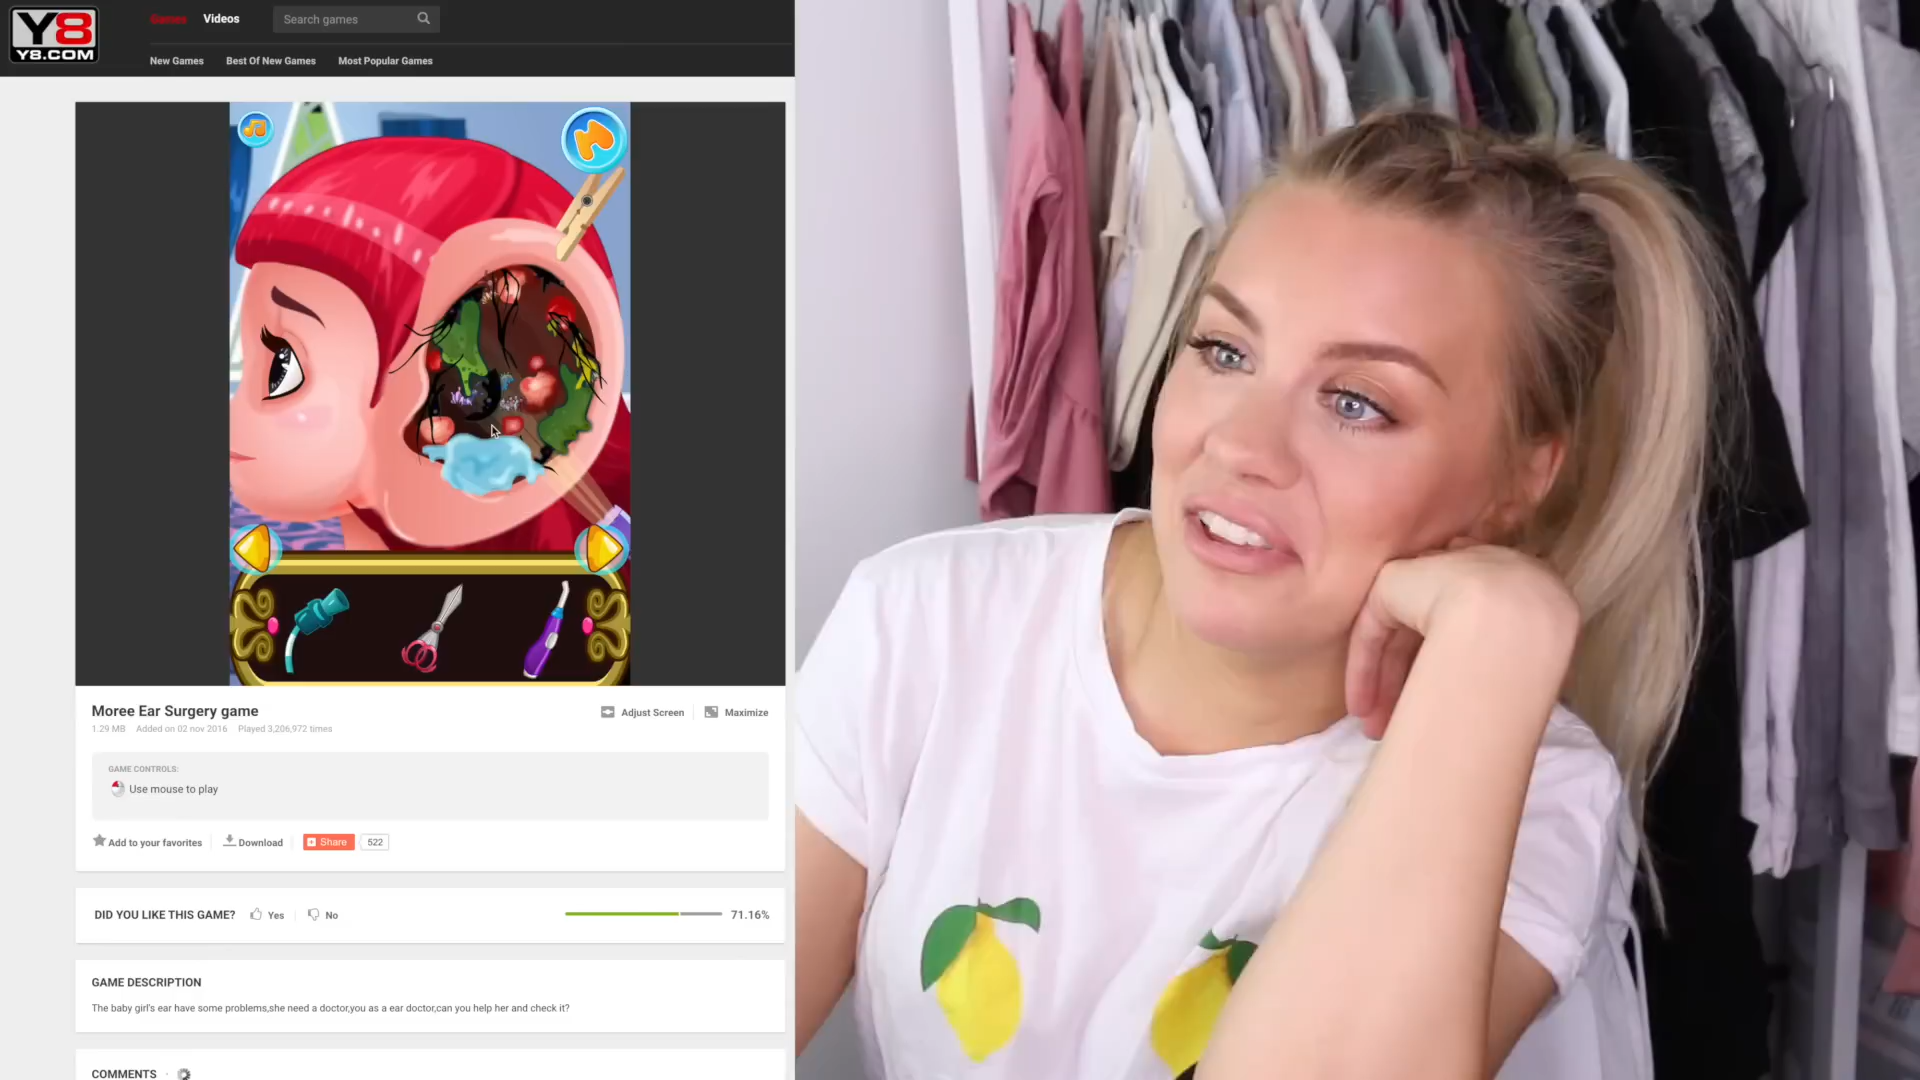 Y8
Y8.COM
Games Videos Search games
New Games Best Of New Games Most Popular Games
Moree Ear Surgery game
Adjust Screen Maximize
1.29 MB Added on 02 nov 2016 Played 3,206,972 times
GAME CONTROLS:
Use mouse to play
Add to your favorites Download Share 522
DID YOU LIKE THIS GAME? Yes No 71.16%
GAME DESCRIPTION
The baby girl's ear have some problems,she need a doctor,you as a ear doctor,can you help her and check it?
COMMENTS